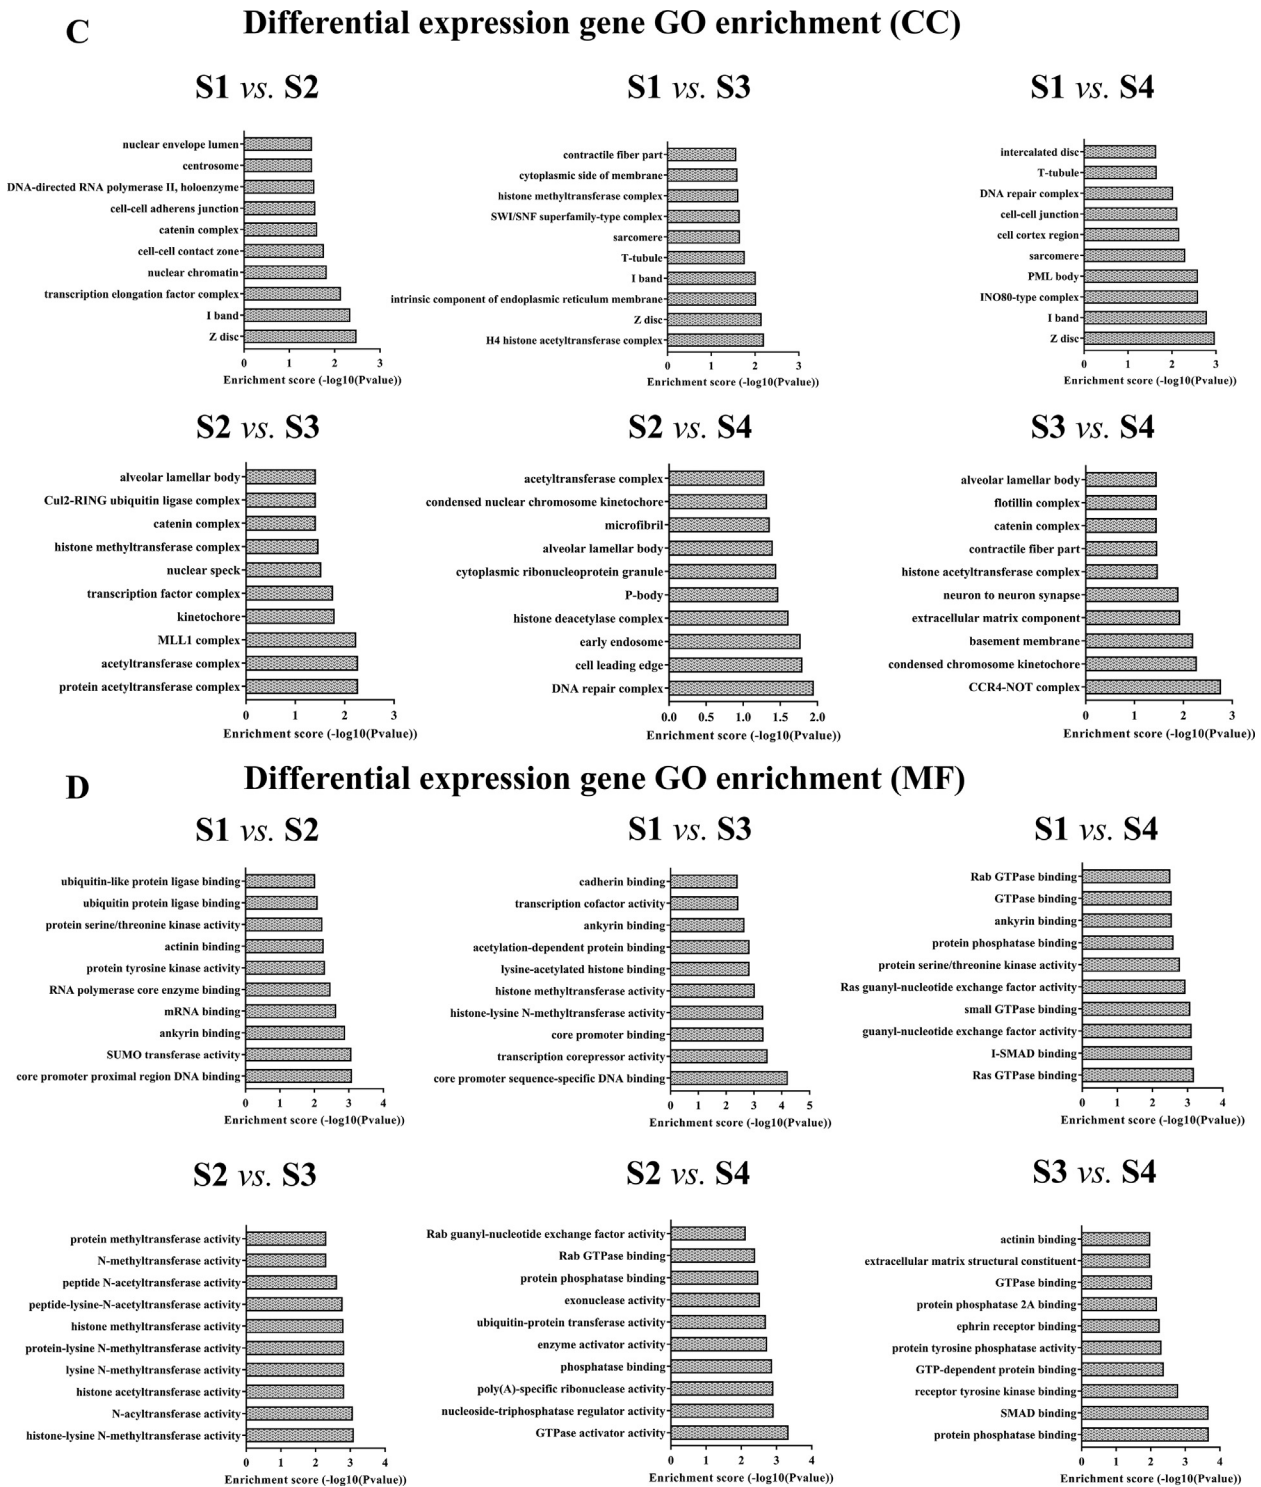 C
Differential expression gene GO enrichment (CC)
S1 vs. S2
nuclear envelope lumen
centrosome
DNA-directed RNA polymerase II, holoenzyme
cell-cell adherens junction
catenin complex
cell-cell contact zone
nuclear chromatin
transcription elongation factor complex
I band
Z disc
0 1 2 3
Enrichment score (-log10(Pvalue))
S1 vs. S3
contractile fiber part
cytoplasmic side of membrane
histone methyltransferase complex
SWI/SNF superfamily-type complex
sarcomere
T-tubule
I band
intrinsic component of endoplasmic reticulum membrane
Z disc
H4 histone acetyltransferase complex
0 1 2 3
Enrichment score (-log10(Pvalue))
S1 vs. S4
intercalated disc
T-tubule
DNA repair complex
cell-cell junction
cell cortex region
sarcomere
PML body
INO80-type complex
I band
Z disc
0 1 2 3
Enrichment score (-log10(Pvalue))
S2 vs. S3
alveolar lamellar body
Cul2-RING ubiquitin ligase complex
catenin complex
histone methyltransferase complex
nuclear speck
transcription factor complex
kinetochore
MLL1 complex
acetyltransferase complex
protein acetyltransferase complex
0 1 2 3
Enrichment score (-log10(Pvalue))
S2 vs. S4
acetyltransferase complex
condensed nuclear chromosome kinetochore
microfibril
alveolar lamellar body
cytoplasmic ribonucleoprotein granule
P-body
histone deacetylase complex
early endosome
cell leading edge
DNA repair complex
0.0 0.5 1.0 1.5 2.0
Enrichment score (-log10(Pvalue))
S3 vs. S4
alveolar lamellar body
flotillin complex
catenin complex
contractile fiber part
histone acetyltransferase complex
neuron to neuron synapse
extracellular matrix component
basement membrane
condensed chromosome kinetochore
CCR4-NOT complex
0 1 2 3
Enrichment score (-log10(Pvalue))
D
Differential expression gene GO enrichment (MF)
S1 vs. S2
ubiquitin-like protein ligase binding
ubiquitin protein ligase binding
protein serine/threonine kinase activity
actinin binding
protein tyrosine kinase activity
RNA polymerase core enzyme binding
mRNA binding
ankyrin binding
SUMO transferase activity
core promoter proximal region DNA binding
0 1 2 3 4
Enrichment score (-log10(Pvalue))
S1 vs. S3
cadherin binding
transcription cofactor activity
ankyrin binding
acetylation-dependent protein binding
lysine-acetylated histone binding
histone methyltransferase activity
histone-lysine N-methyltransferase activity
core promoter binding
transcription corepressor activity
core promoter sequence-specific DNA binding
0 1 2 3 4 5
Enrichment score (-log10(Pvalue))
S1 vs. S4
Rab GTPase binding
GTPase binding
ankyrin binding
protein phosphatase binding
protein serine/threonine kinase activity
Ras guanyl-nucleotide exchange factor activity
small GTPase binding
guanyl-nucleotide exchange factor activity
I-SMAD binding
Ras GTPase binding
0 1 2 3 4
Enrichment score (-log10(Pvalue))
S2 vs. S3
protein methyltransferase activity
N-methyltransferase activity
peptide N-acetyltransferase activity
peptide-lysine-N-acetyltransferase activity
histone methyltransferase activity
protein-lysine N-methyltransferase activity
lysine N-methyltransferase activity
histone acetyltransferase activity
N-acyltransferase activity
histone-lysine N-methyltransferase activity
0 1 2 3 4
Enrichment score (-log10(Pvalue))
S2 vs. S4
Rab guanyl-nucleotide exchange factor activity
Rab GTPase binding
protein phosphatase binding
exonuclease activity
ubiquitin-protein transferase activity
enzyme activator activity
phosphatase binding
poly(A)-specific ribonuclease activity
nucleoside-triphosphatase regulator activity
GTPase activator activity
0 1 2 3 4
Enrichment score (-log10(Pvalue))
S3 vs. S4
actinin binding
extracellular matrix structural constituent
GTPase binding
protein phosphatase 2A binding
ephrin receptor binding
protein tyrosine phosphatase activity
GTP-dependent protein binding
receptor tyrosine kinase binding
SMAD binding
protein phosphatase binding
0 1 2 3 4
Enrichment score (-log10(Pvalue))